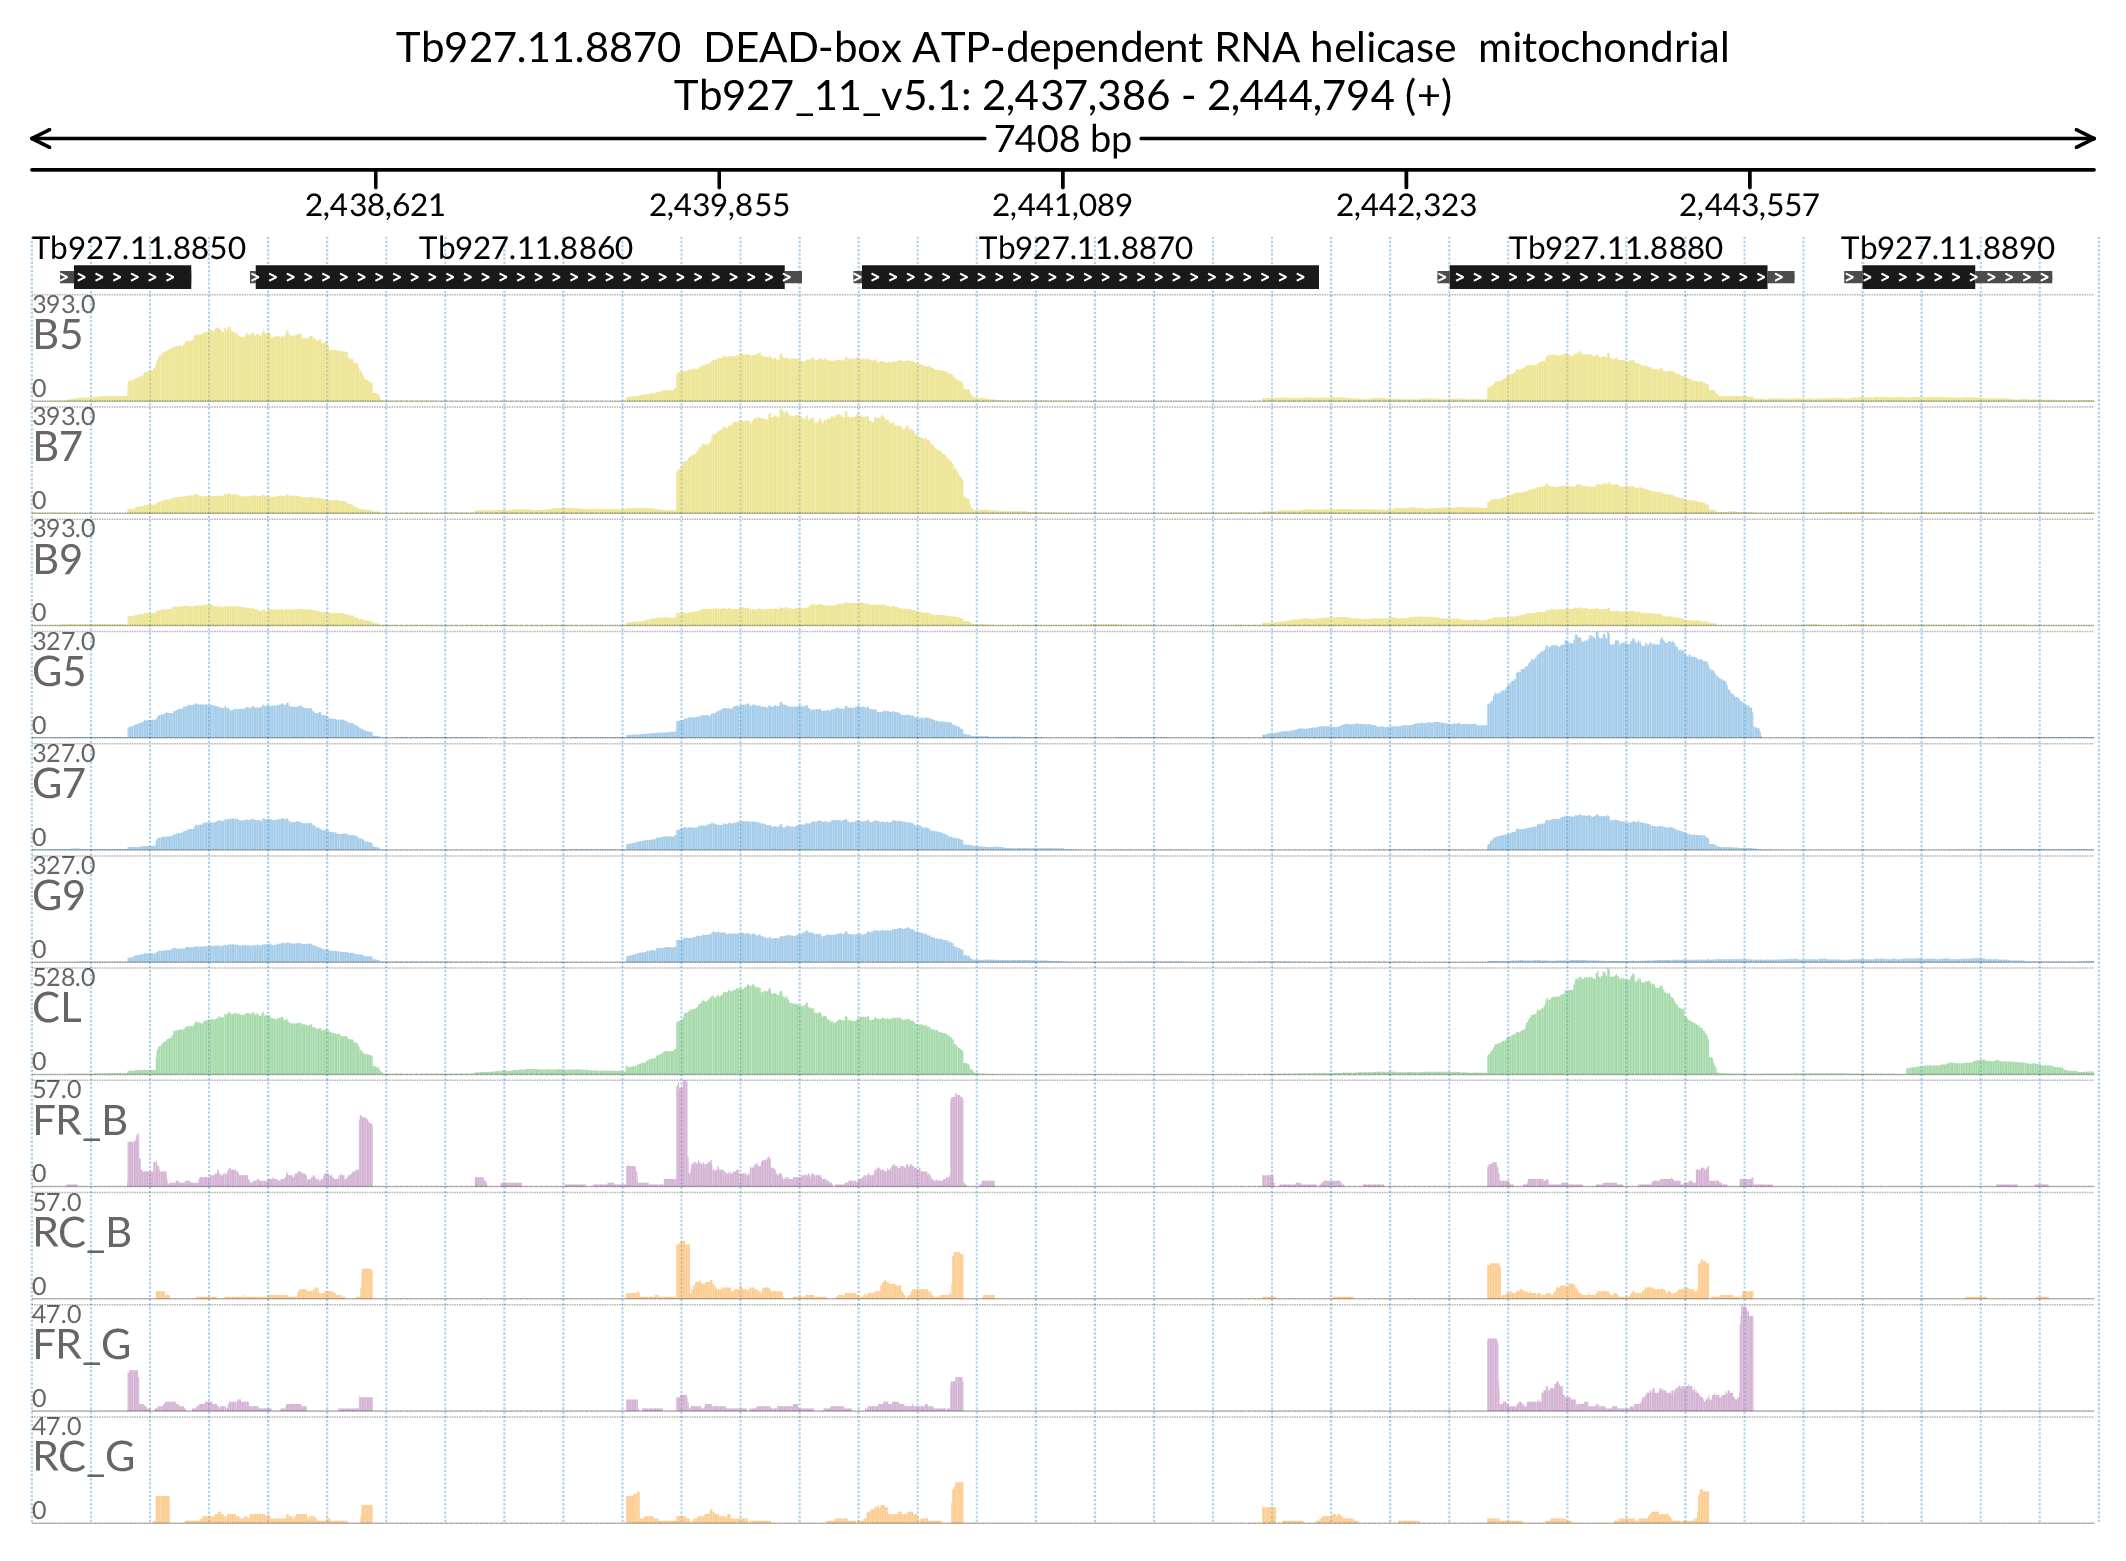 Tb927.11.8870 DEAD-box ATP-dependent RNA helicase mitochondrial
Tb927_11_v5.1: 2,437,386 - 2,444,794 (+)
7408 bp
2,438,621 2,439,855 2,441,089 2,442,323 2,443,557
Tb927.11.8850 Tb927.11.8860 Tb927.11.8870 Tb927.11.8880 Tb927.11.8890
393.0
B5
0
393.0
B7
0
393.0
B9
0
327.0
G5
0
327.0
G7
0
327.0
G9
0
528.0
CL
0
57.0
FR_B
0
57.0
RC_B
0
47.0
FR_G
0
47.0
RC_G
0